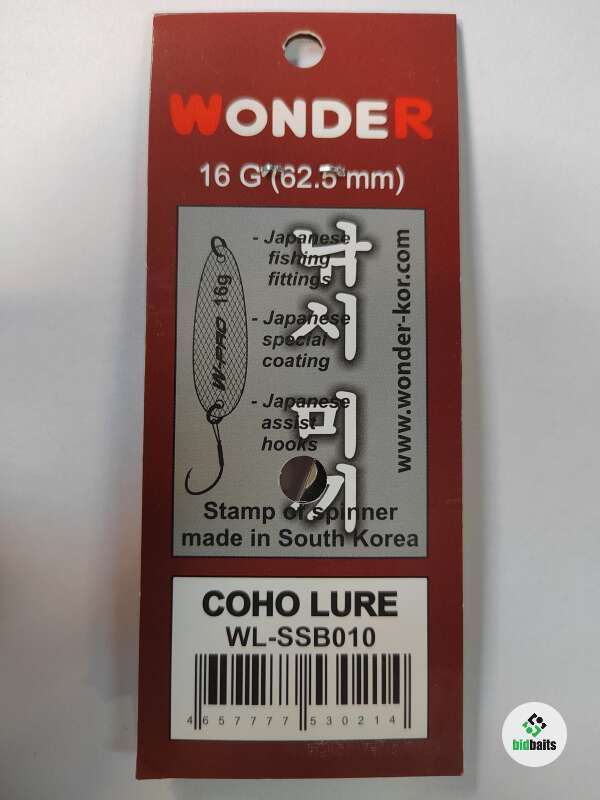 WONDER
16 G (62.5 mm)
W-PRO 16g
- Japanese
fishing
fittings
- Japanese
special
coating
- Japanese
assist
hooks
낚시 미끼
www.wonder-kor.com
Stamp of spinner
made in South Korea
COHO LURE
WL-SSB010
4 657777 530214
bidbaits